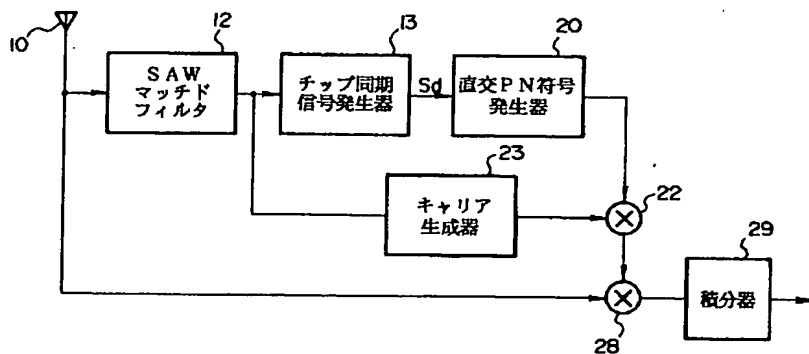 10
12
SAW
マッチド
フィルタ
13
チップ同期
信号発生器
Sd
20
直交PN符号
発生器
23
キャリア
生成器
22
28
29
積分器